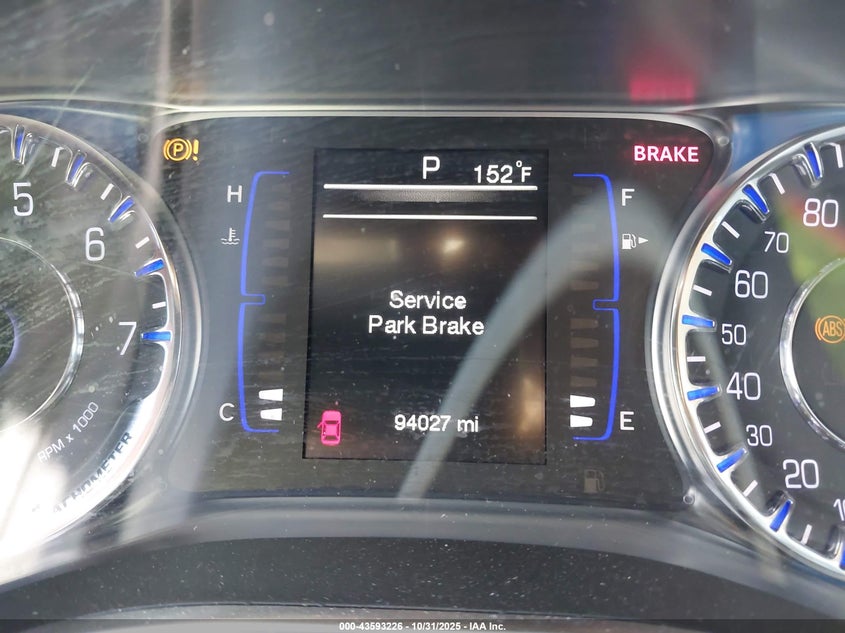 P!
P 152°F
BRAKE
H
F
C
E
Service
Park Brake
94027 mi
5
6
7
RPM x 1000
TACHOMETER
80
70
60
50
40
30
20
ABS
000-43593226 - 10/31/2025 - IAA Inc.